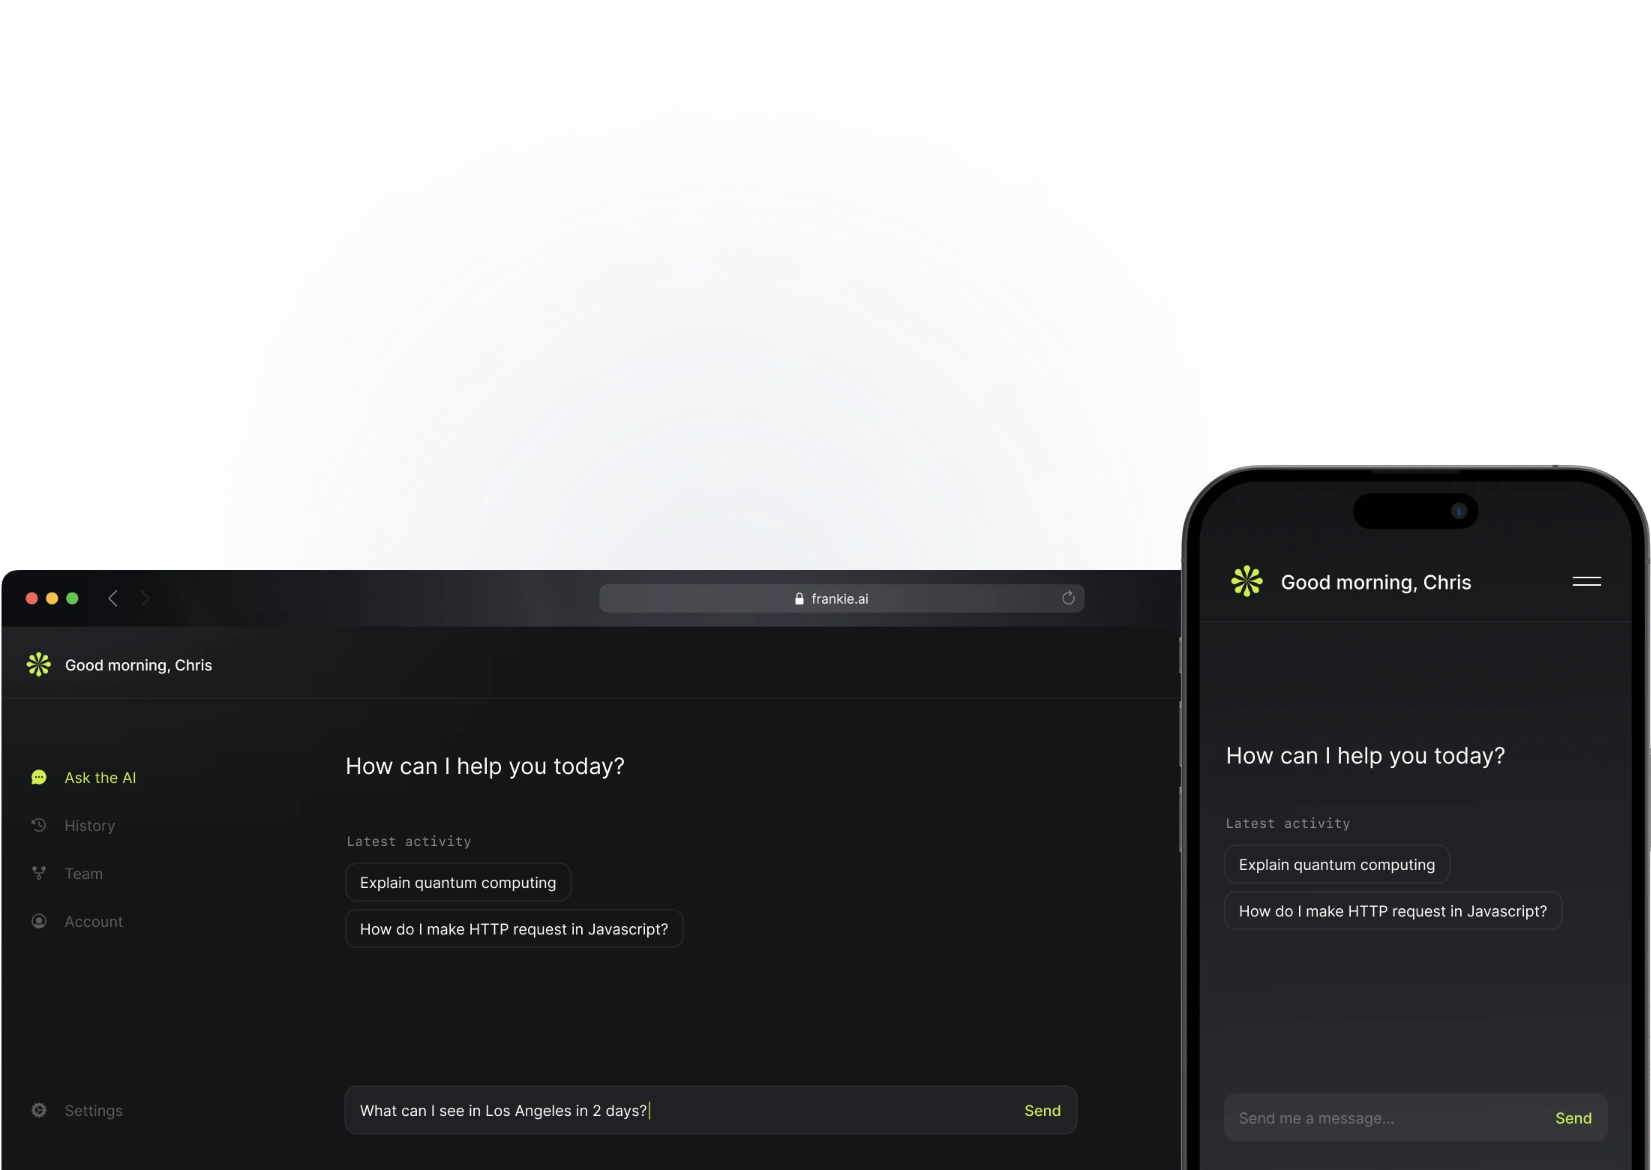 frankie.ai
Good morning, Chris
Ask the AI
History
Team
Account
Settings
How can I help you today?
Latest activity
Explain quantum computing
How do I make HTTP request in Javascript?
What can I see in Los Angeles in 2 days?
Send
Good morning, Chris
How can I help you today?
Latest activity
Explain quantum computing
How do I make HTTP request in Javascript?
Send me a message...
Send